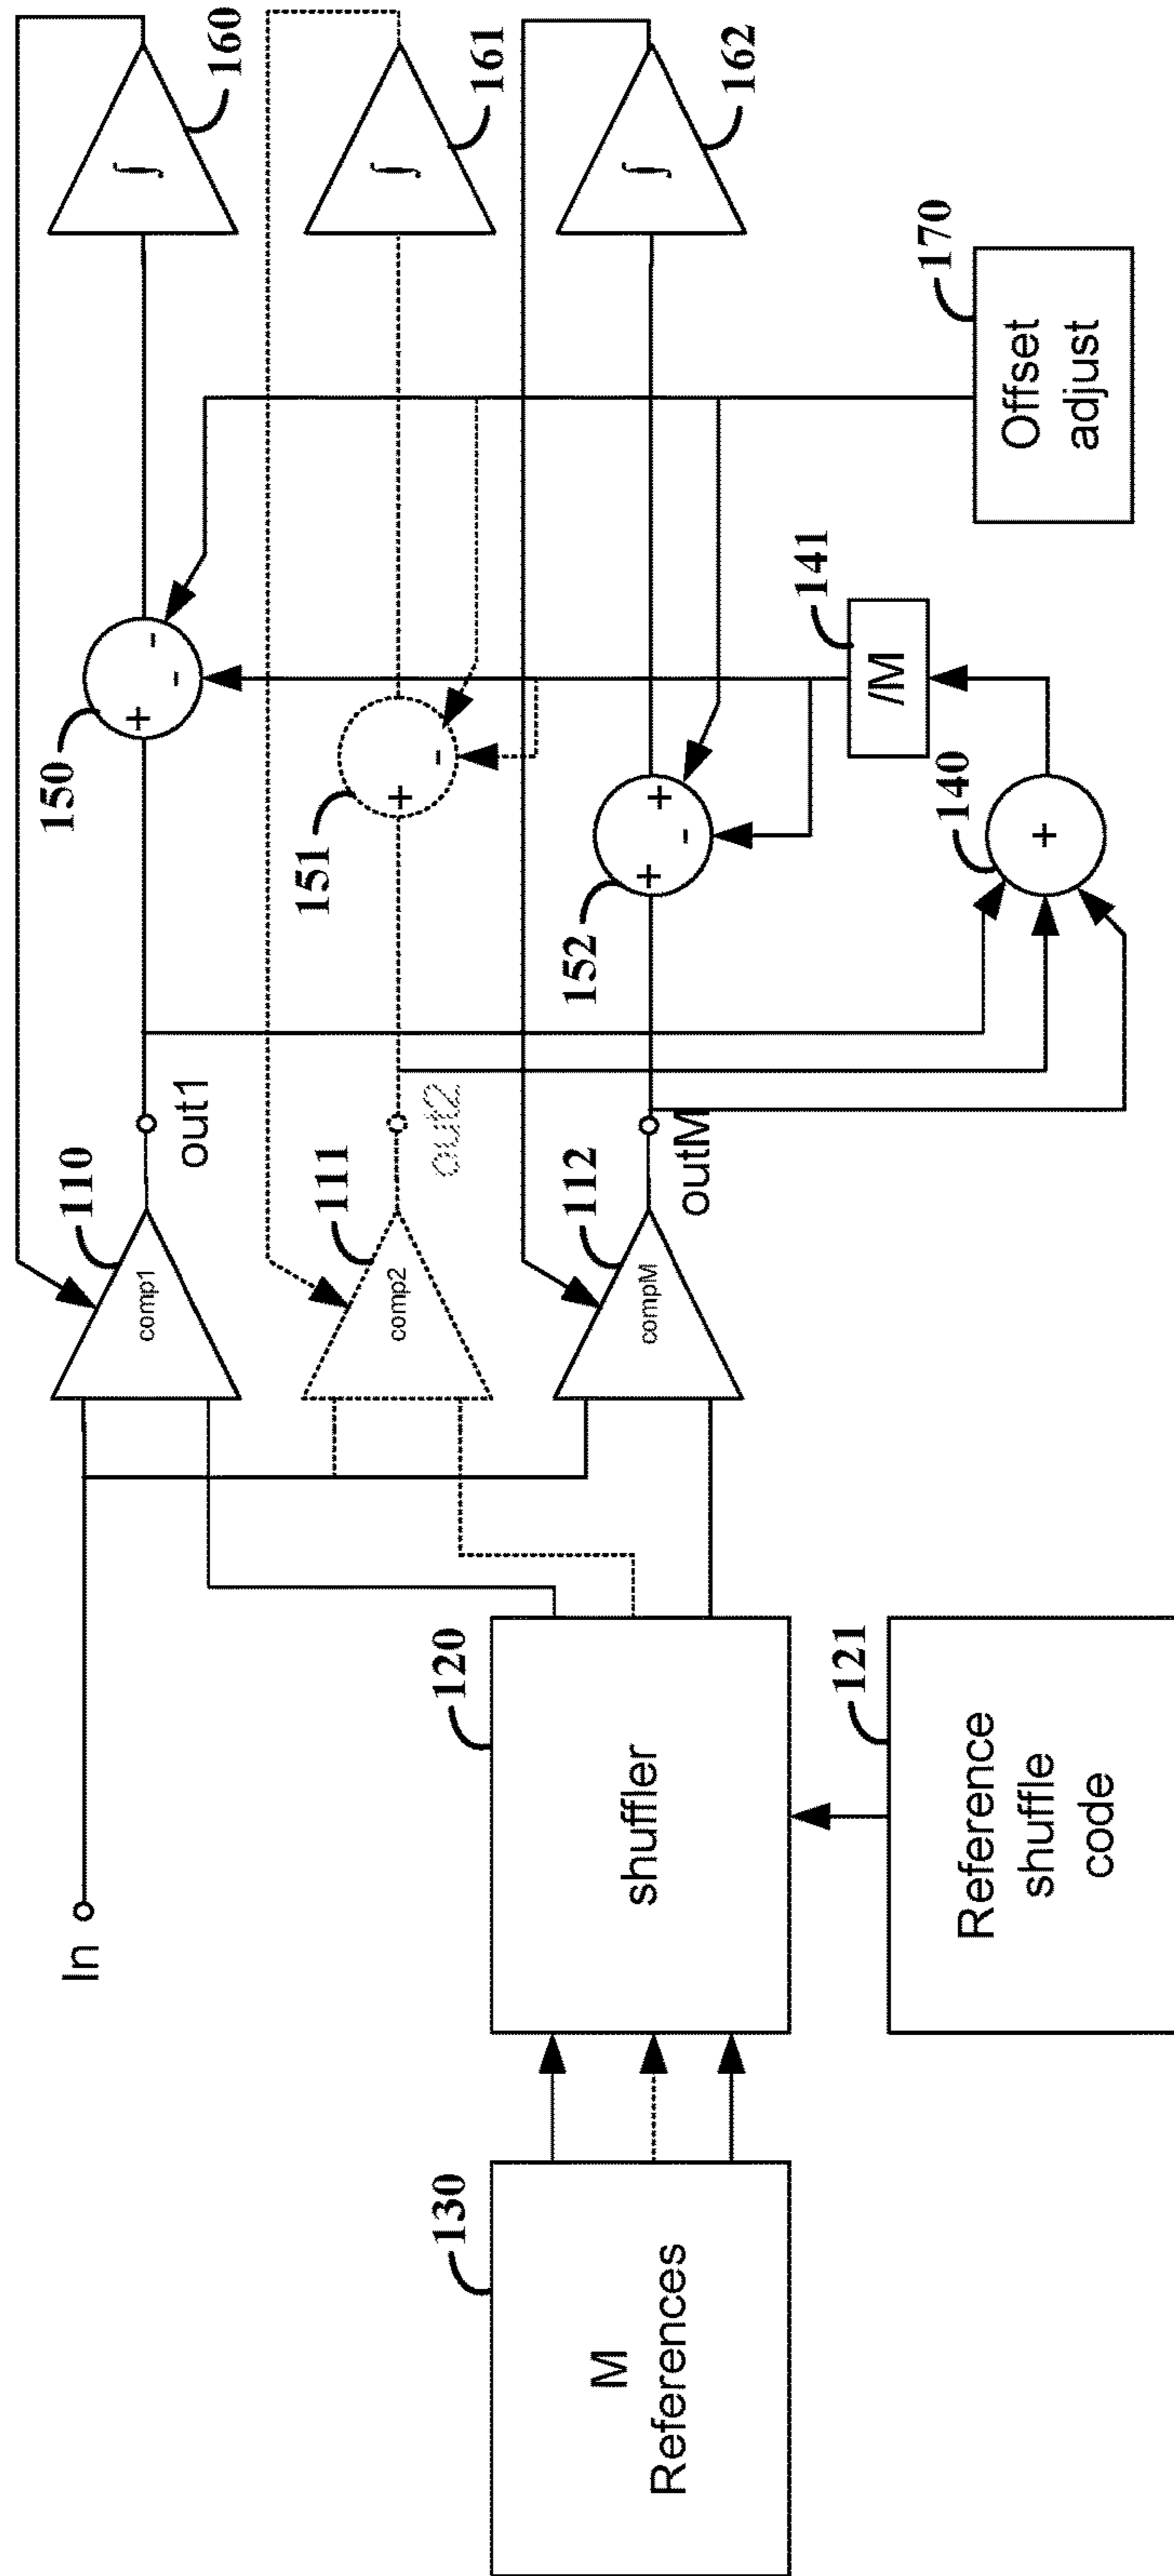 In
M
References
130
shuffler
120
Reference
shuffle
code
121
comp1
110
comp2
111
compM
112
out1
out2
outM
+
-
-
150
+
-
151
+
-
+
152
+
140
/M
141
Offset
adjust
170
∫
160
∫
161
∫
162